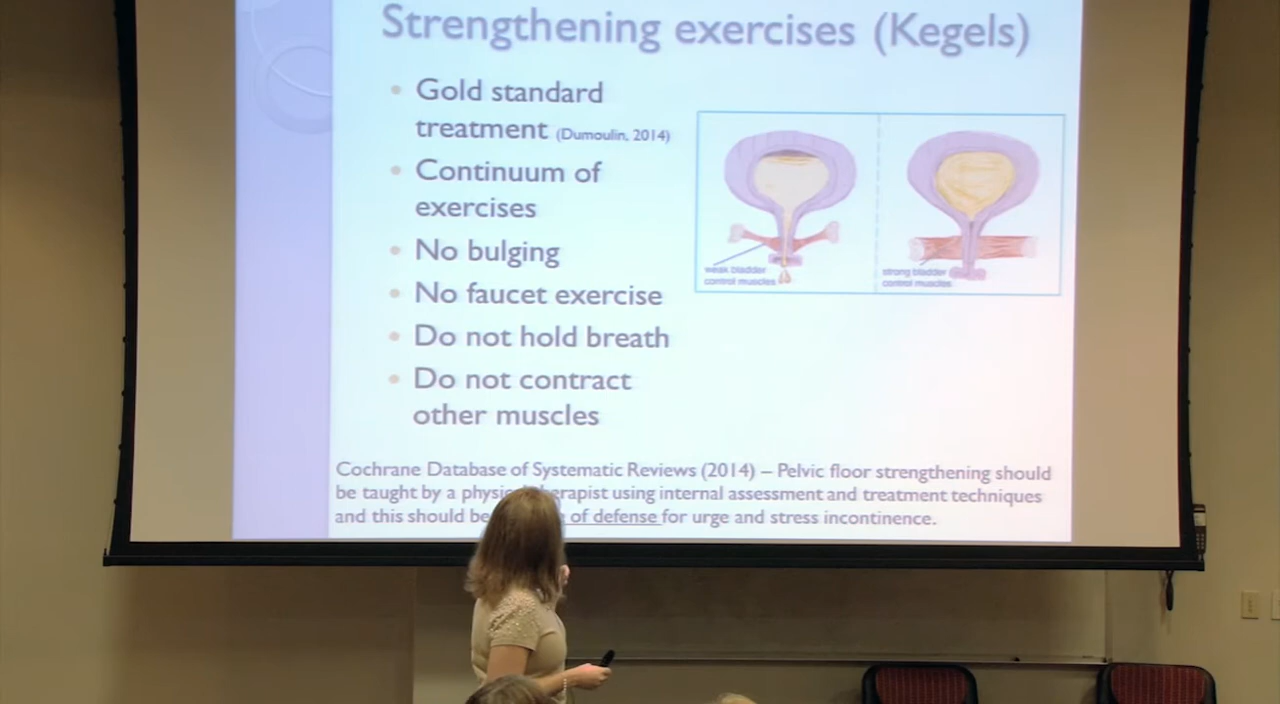 Strengthening exercises (Kegels)
• Gold standard
treatment (Dumoulin, 2014)
• Continuum of
exercises
• No bulging
• No faucet exercise
• Do not hold breath
• Do not contract
other muscles
weak bladder
control muscles
strong bladder
control muscles
Cochrane Database of Systematic Reviews (2014) – Pelvic floor strengthening should
be taught by a using internal assessment and treatment techniques
and this should be of defense for urge and stress incontinence.